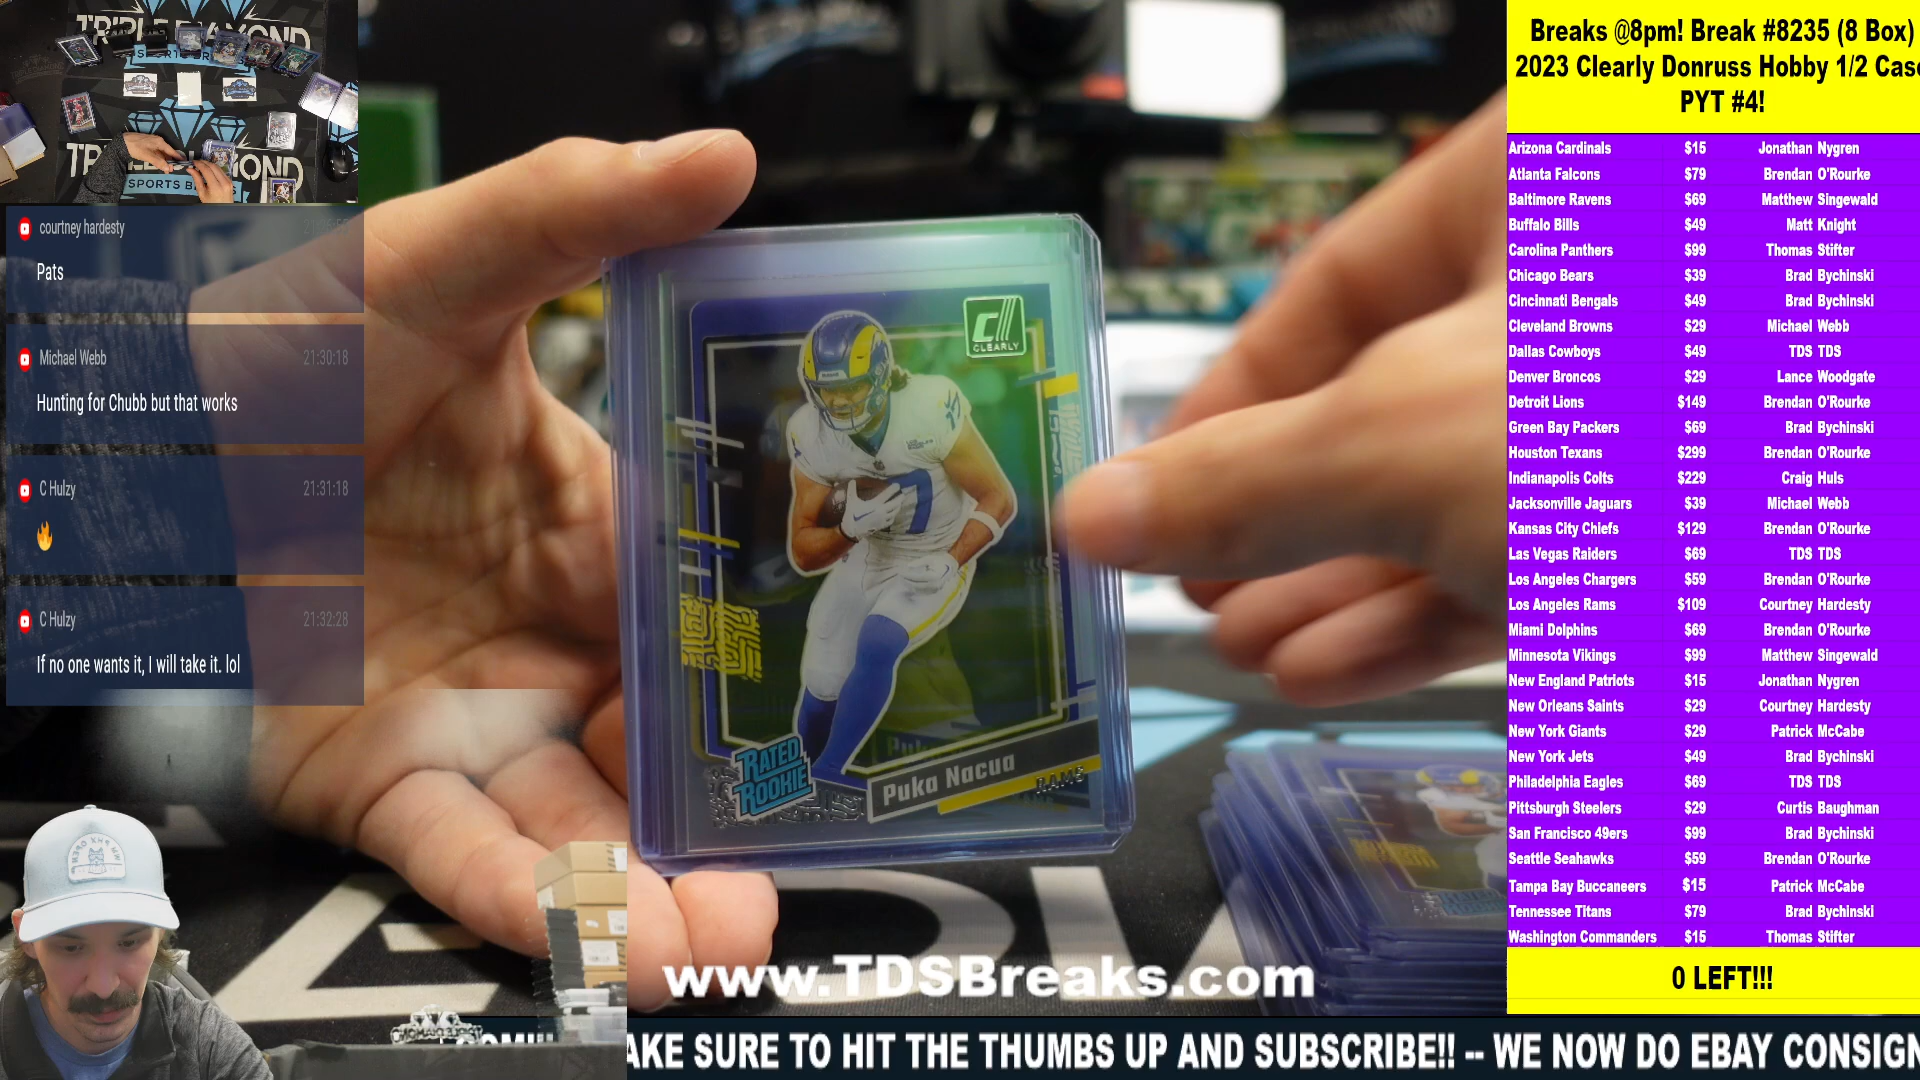 TRIPLE DIAMOND
SPORTS BR
TR
MOND
SPORTS B
courtney hardesty
Pats
Michael Webb
21:30:18
Hunting for Chubb but that works
C Hulzy
21:31:18
🔥
C Hulzy
21:32:28
If no one wants it, I will take it. lol
CLEARLY
17
RATED
ROOKIE
Puka Nacua
RAMS
www.TDSBreaks.com
Breaks @8pm! Break #8235 (8 Box)
2023 Clearly Donruss Hobby 1/2 Cas
PYT #4!
Arizona Cardinals $15 Jonathan Nygren
Atlanta Falcons $79 Brendan O'Rourke
Baltimore Ravens $69 Matthew Singewald
Buffalo Bills $49 Matt Knight
Carolina Panthers $99 Thomas Stifter
Chicago Bears $39 Brad Bychinski
Cincinnati Bengals $49 Brad Bychinski
Cleveland Browns $29 Michael Webb
Dallas Cowboys $49 TDS TDS
Denver Broncos $29 Lance Woodgate
Detroit Lions $149 Brendan O'Rourke
Green Bay Packers $69 Brad Bychinski
Houston Texans $299 Brendan O'Rourke
Indianapolis Colts $229 Craig Huls
Jacksonville Jaguars $39 Michael Webb
Kansas City Chiefs $129 Brendan O'Rourke
Las Vegas Raiders $69 TDS TDS
Los Angeles Chargers $59 Brendan O'Rourke
Los Angeles Rams $109 Courtney Hardesty
Miami Dolphins $69 Brendan O'Rourke
Minnesota Vikings $99 Matthew Singewald
New England Patriots $15 Jonathan Nygren
New Orleans Saints $29 Courtney Hardesty
New York Giants $29 Patrick McCabe
New York Jets $49 Brad Bychinski
Philadelphia Eagles $69 TDS TDS
Pittsburgh Steelers $29 Curtis Baughman
San Francisco 49ers $99 Brad Bychinski
Seattle Seahawks $59 Brendan O'Rourke
Tampa Bay Buccaneers $15 Patrick McCabe
Tennessee Titans $79 Brad Bychinski
Washington Commanders $15 Thomas Stifter
0 LEFT!!!
AKE SURE TO HIT THE THUMBS UP AND SUBSCRIBE!! -- WE NOW DO EBAY CONSIGN